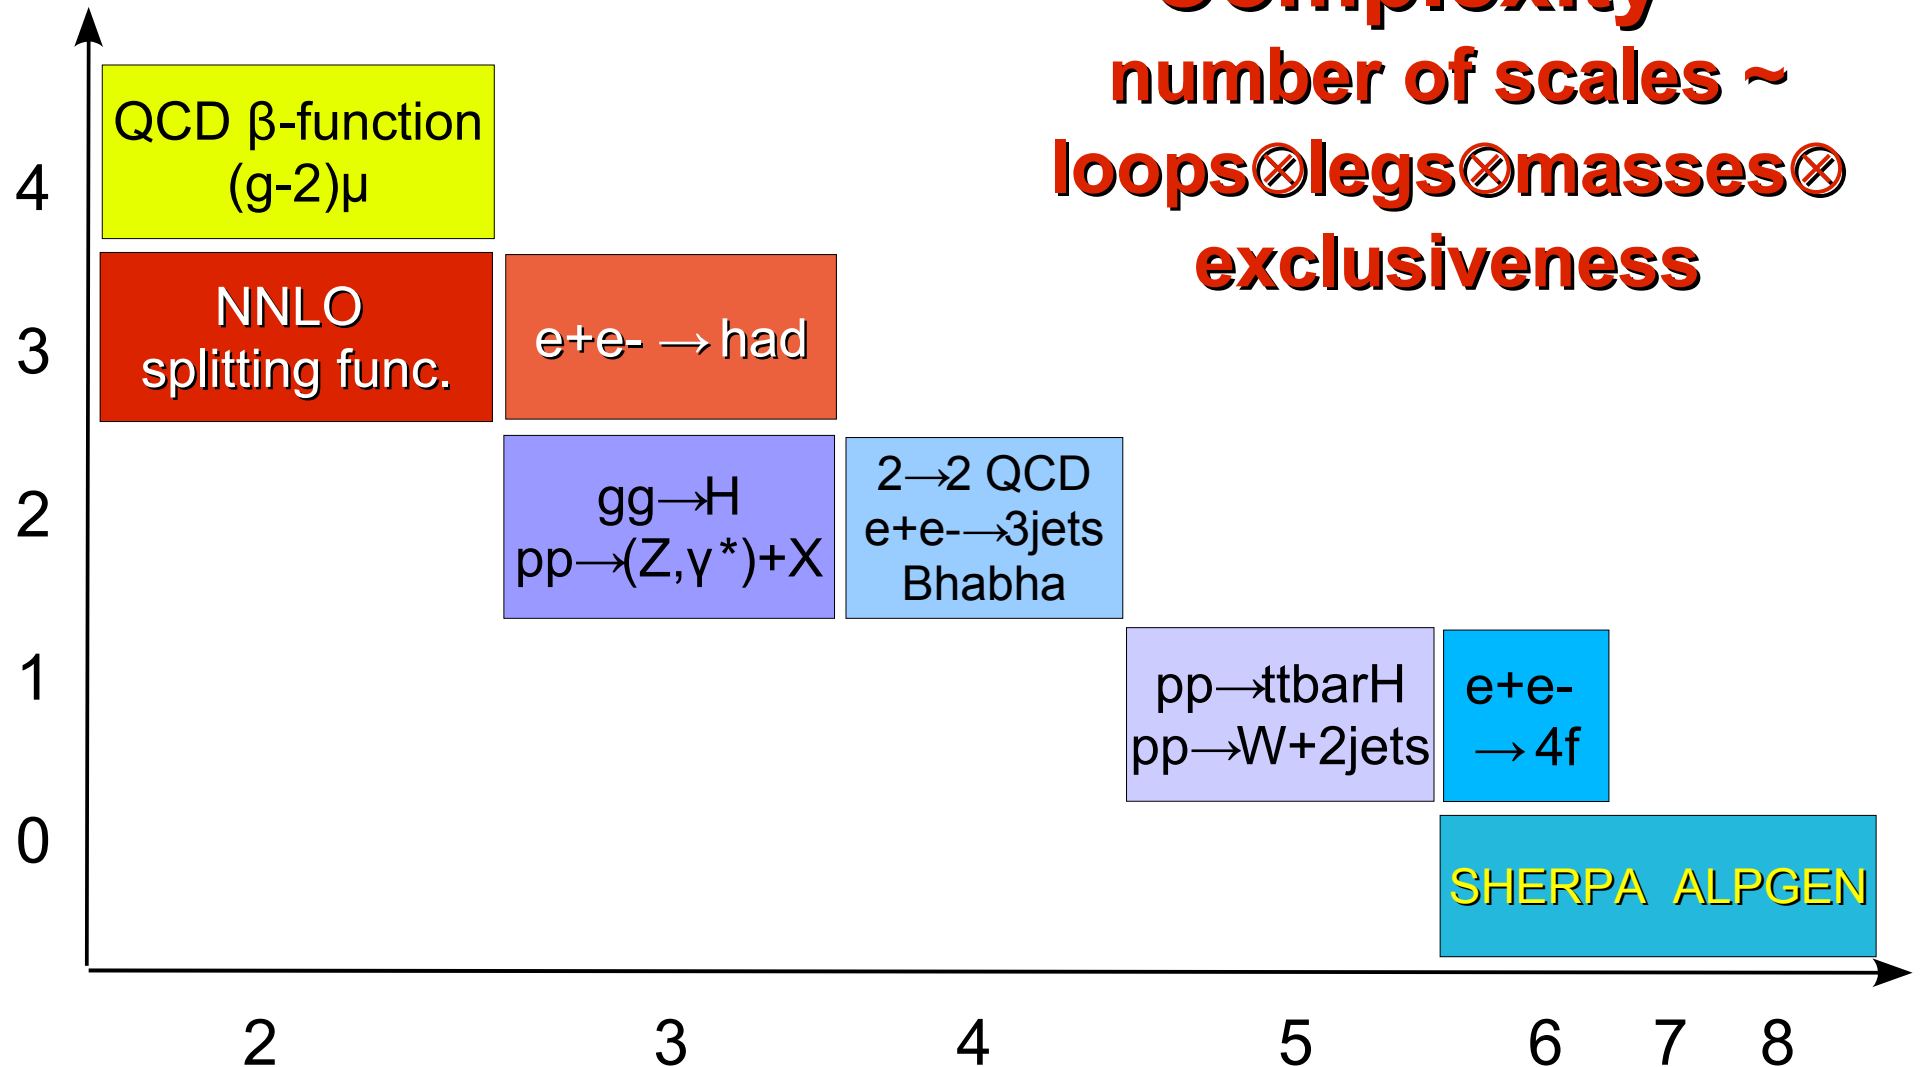 complexity
number of scales ~
loops⊗legs⊗masses⊗
exclusiveness
QCD β-function
(g-2)μ
4
NNLO
splitting func.
e+e- → had
3
gg→H
pp→(Z,γ*)+X
2→2 QCD
e+e-→3jets
Bhabha
2
pp→ttbarH
pp→W+2jets
e+e-
→ 4f
1
0
SHERPA ALPGEN
2 3 4 5 6 7 8